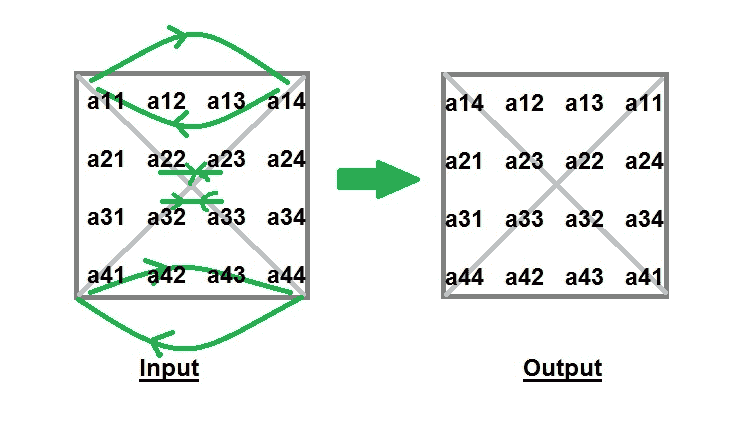 a11 a12 a13 a14
a21 a22 a23 a24
a31 a32 a33 a34
a41 a42 a43 a44
Input
a14 a12 a13 a11
a21 a23 a22 a24
a31 a33 a32 a34
a44 a42 a43 a41
Output